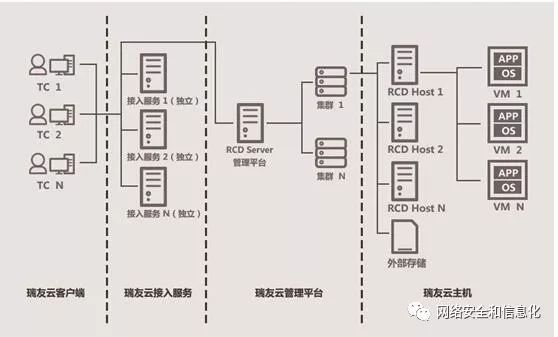 TC 1
TC 2
TC N
瑞友云客户端
接入服务 1（独立）
接入服务 2（独立）
接入服务 N（独立）
瑞友云接入服务
RCD Server
管理平台
集群 1
集群 N
瑞友云管理平台
RCD Host 1
RCD Host 2
RCD Host N
外部存储
APP
OS
VM 1
APP
OS
VM 2
APP
OS
VM N
瑞友云主机
网络安全和信息化